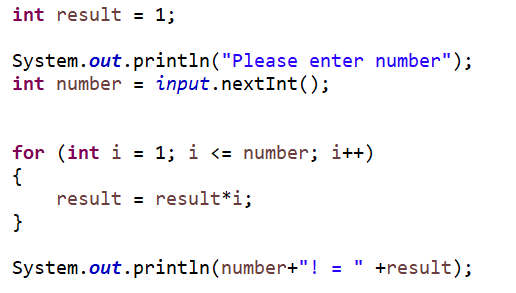 int result = 1;
System.out.println("Please enter number");
int number = input.nextInt();
for (int i = 1; i <= number; i++)
{
    result = result*i;
}
System.out.println(number+"! = " +result);